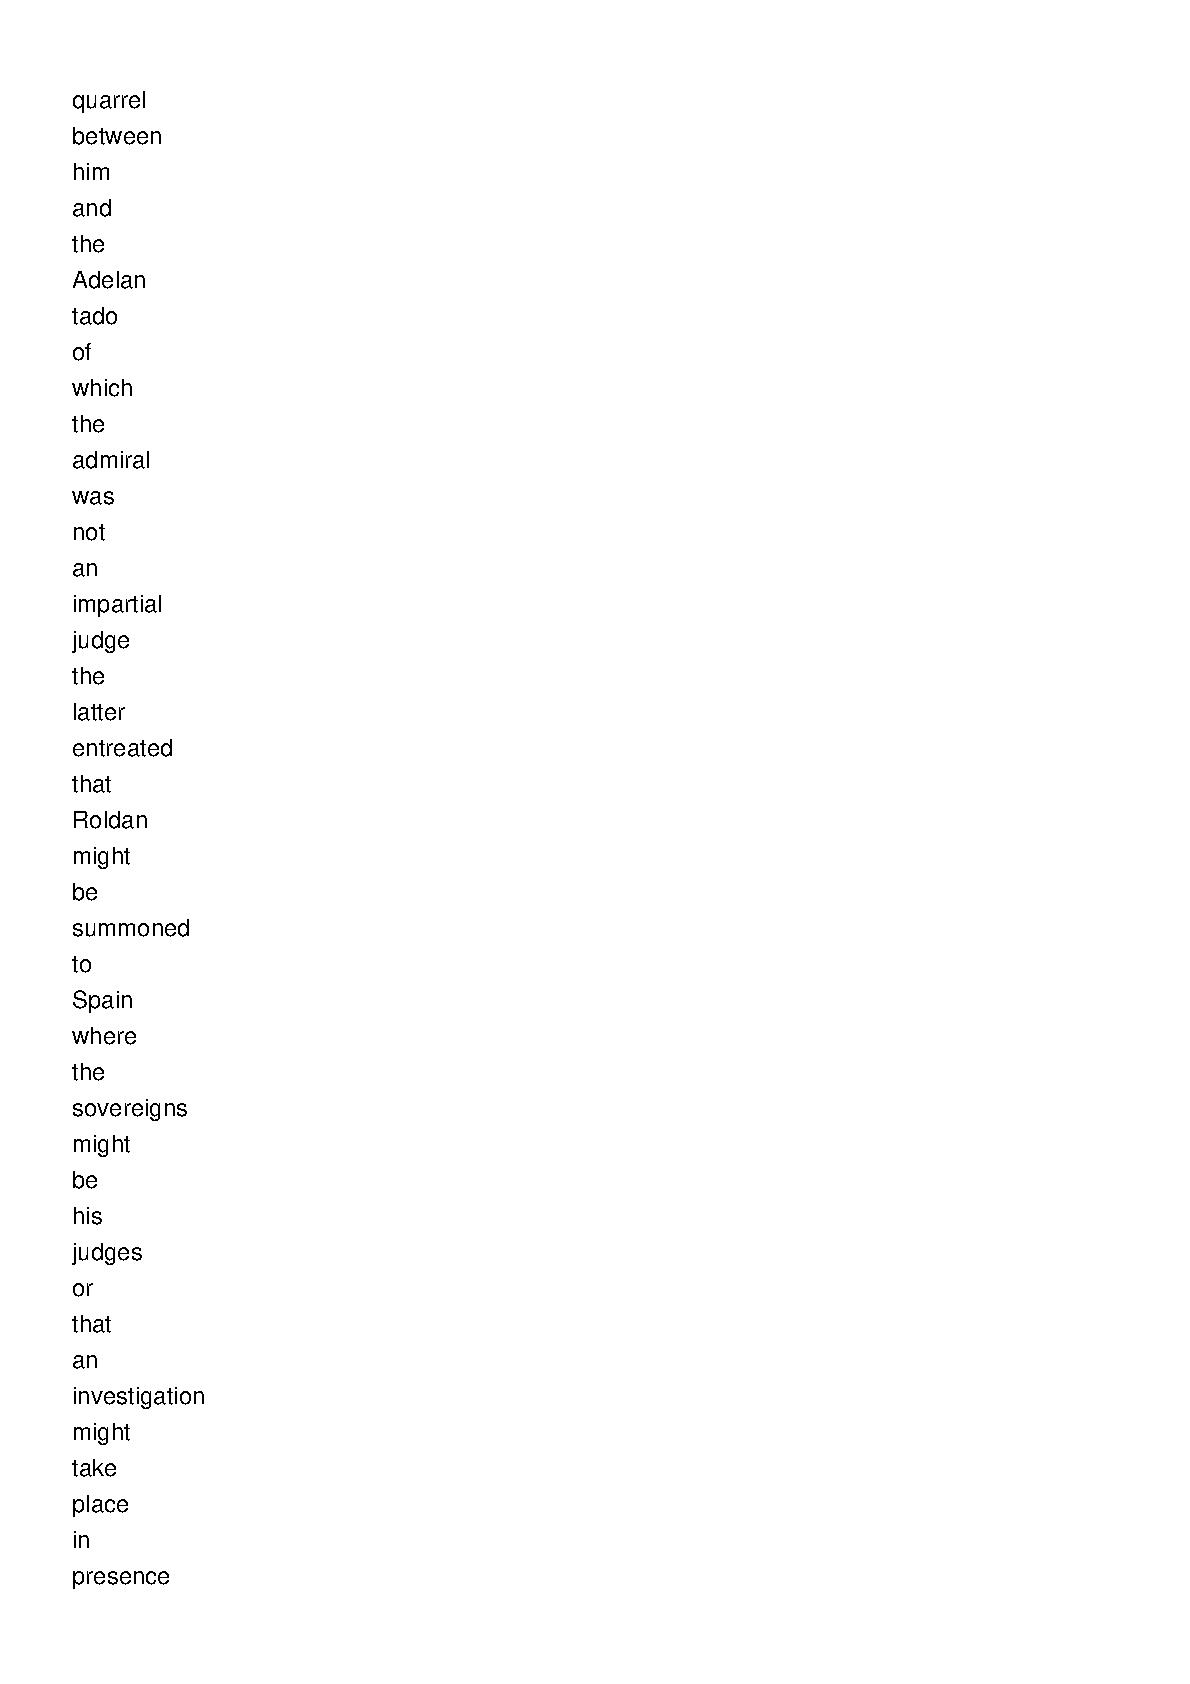 quarrel
between
him
and
the
Adelan
tado
of
which
the
admiral
was
not
an
impartial
judge
the
latter
entreated
that
Roldan
might
be
summoned
to
Spain
where
the
sovereigns
might
be
his
judges
or
that
an
investigation
might
take
place
in
presence